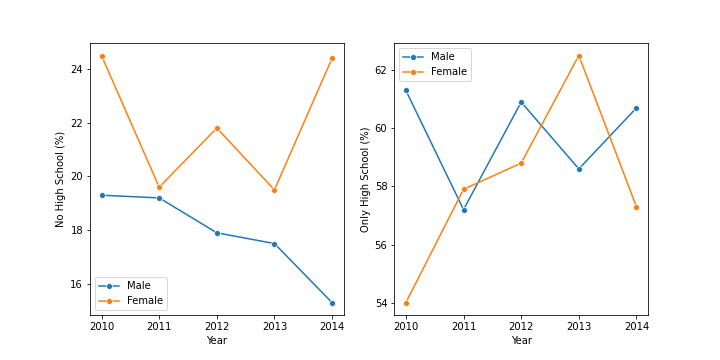 No High School (%)
24
22
20
18
16
Male
Female
2010 2011 2012 2013 2014
Year
Only High School (%)
62
60
58
56
54
Male
Female
2010 2011 2012 2013 2014
Year